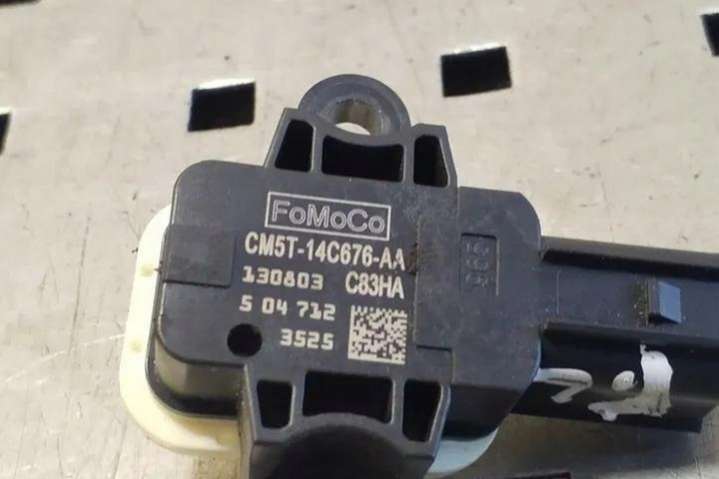 FoMoCo
CM5T-14C676-AA
130803 C83HA
5 04 712
3525